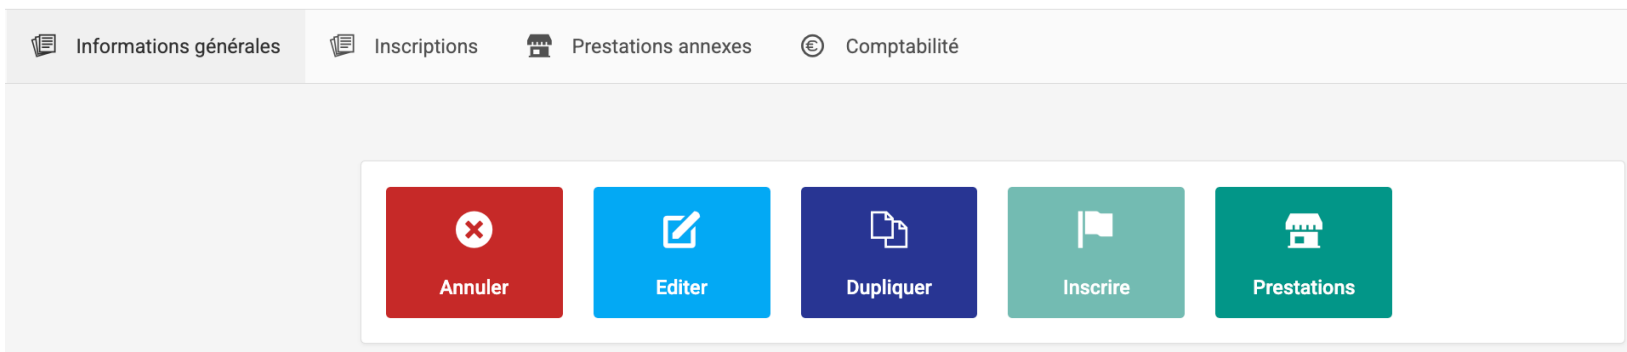 Informations générales
Inscriptions
Prestations annexes
Comptabilité
Annuler
Editer
Dupliquer
Inscrire
Prestations